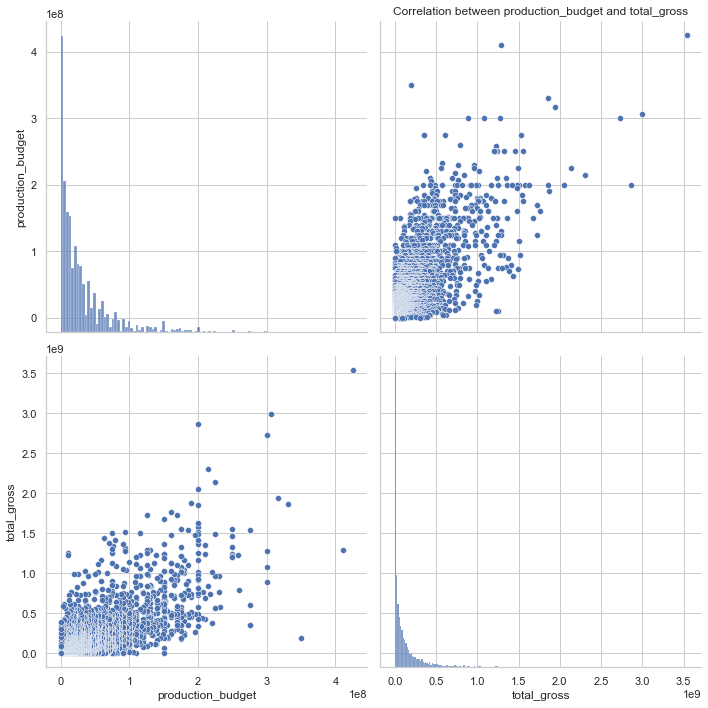 1e8
Correlation between production_budget and total_gross
4
3
2
1
0
production_budget
1e9
3.5
3.0
2.5
2.0
1.5
1.0
0.5
0.0
total_gross
0 1 2 3 4
1e8
production_budget
0.0 0.5 1.0 1.5 2.0 2.5 3.0 3.5
1e9
total_gross